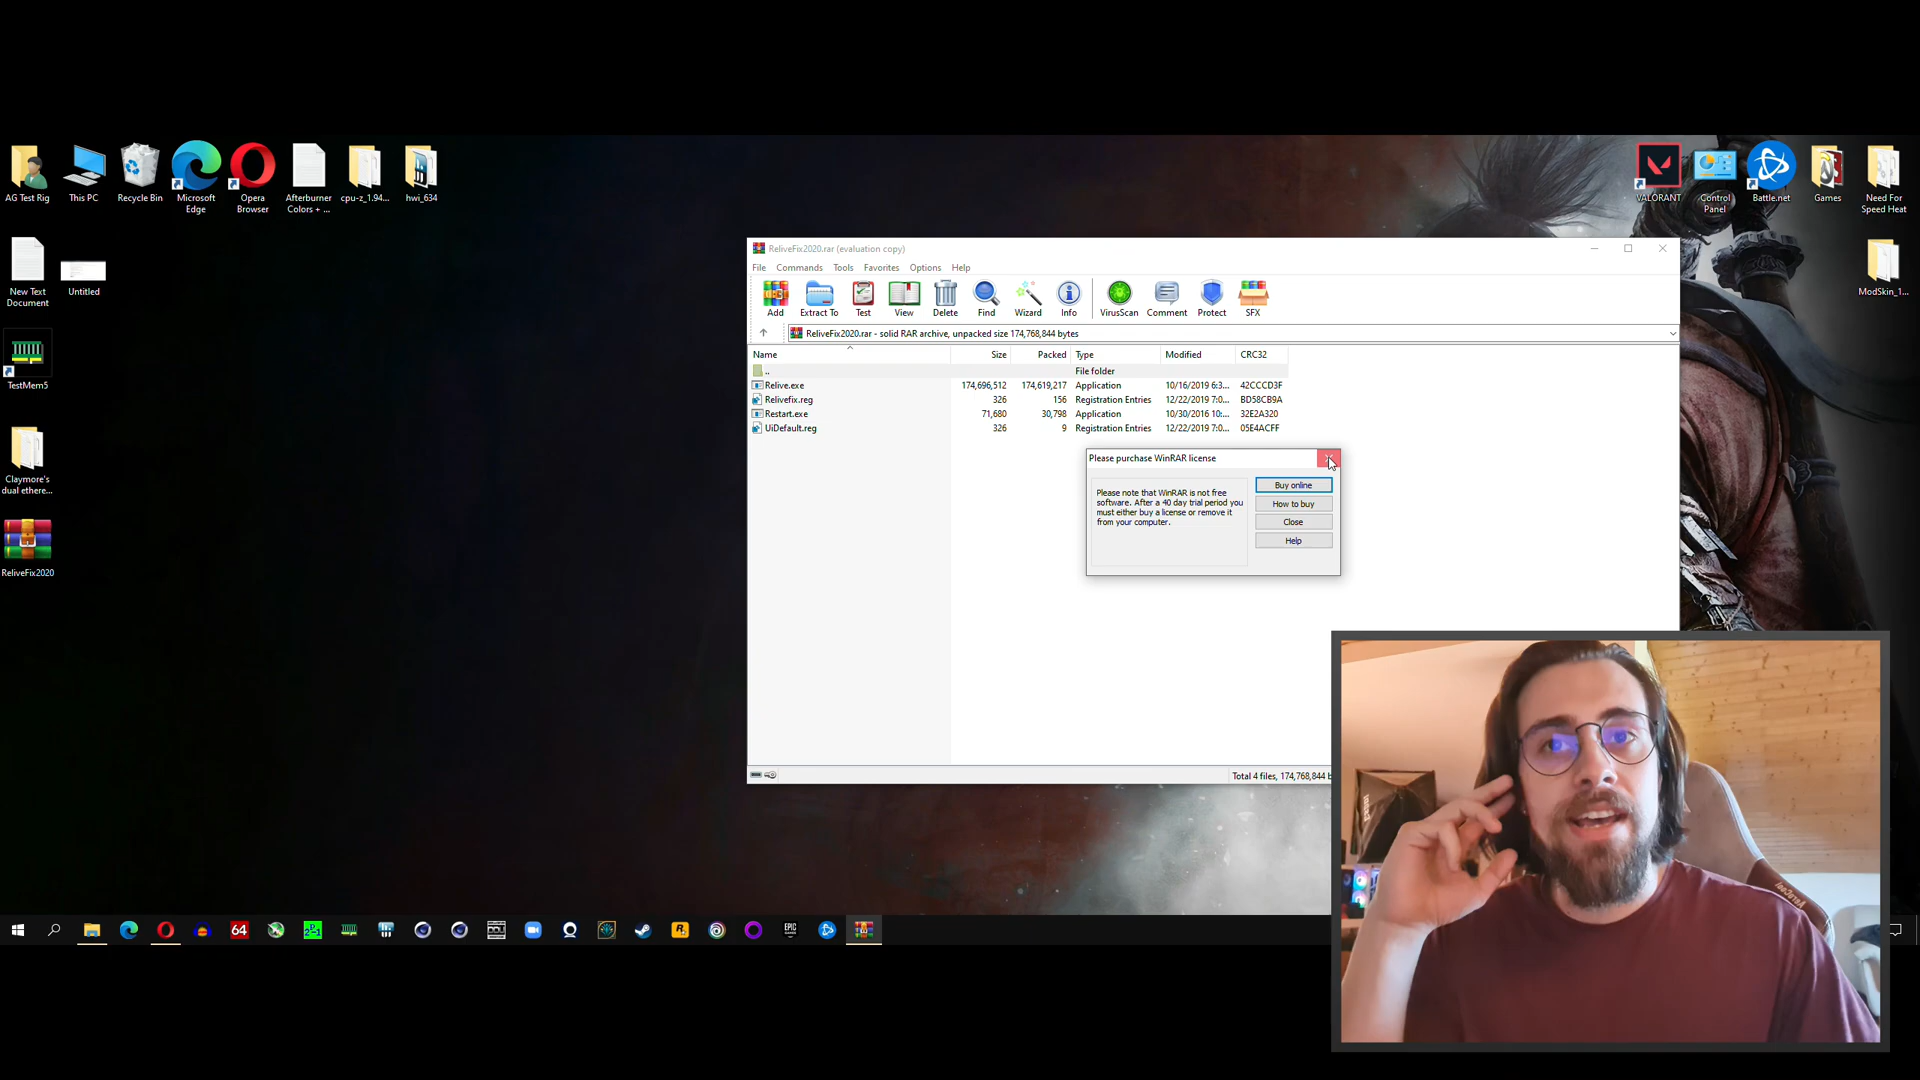 AG Test Rig
This PC
Recycle Bin
Microsoft
Edge
Opera
Browser
Afterburner
Colors + ...
cpu-z_1.94...
hwi_634
VALORANT
Control
Panel
Battle.net
Games
Need For
Speed Heat
New Text
Document
Untitled
ModSkin_1...
TestMem5
Claymore's
dual ethere...
ReliveFix2020
ReliveFix2020.rar (evaluation copy)
File Commands Tools Favorites Options Help
Add Extract To Test View Delete Find Wizard Info VirusScan Comment Protect SFX
ReliveFix2020.rar - solid RAR archive, unpacked size 174,768,844 bytes
Name Size Packed Type Modified CRC32
.. File folder
Relive.exe 174,696,512 174,619,217 Application 10/16/2019 6:3... 42CCCD3F
Relivefix.reg 326 156 Registration Entries 12/22/2019 7:0... BD58CB9A
Restart.exe 71,680 30,798 Application 10/30/2016 10:... 32E2A320
UiDefault.reg 326 9 Registration Entries 12/22/2019 7:0... 05E4ACFF
Please purchase WinRAR license
Please note that WinRAR is not free
software. After a 40 day trial period you
must either buy a license or remove it
from your computer.
Buy online
How to buy
Close
Help
Total 4 files, 174,768,844 b
64
EPIC
GAMES
AeroCool